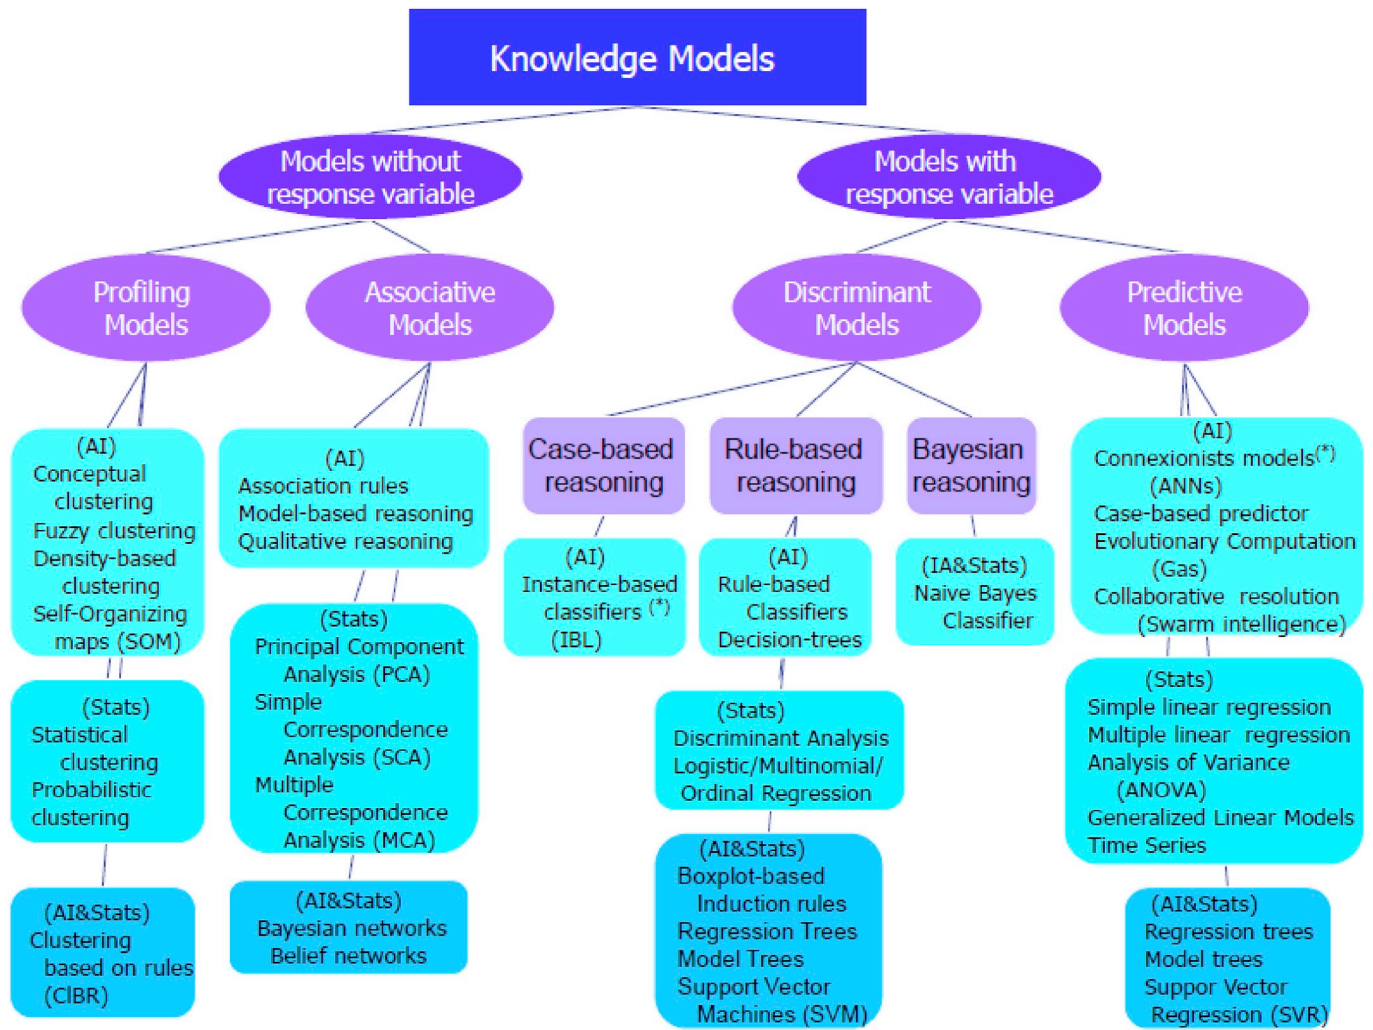 Knowledge Models
Models without
response variable
Models with
response variable
Profiling
Models
Associative
Models
Discriminant
Models
Predictive
Models
(AI)
Conceptual
clustering
Fuzzy clustering
Density-based
clustering
Self-Organizing
maps (SOM)
(Stats)
Statistical
clustering
Probabilistic
clustering
(AI&Stats)
Clustering
based on rules
(ClBR)
(AI)
Association rules
Model-based reasoning
Qualitative reasoning
(Stats)
Principal Component
Analysis (PCA)
Simple
Correspondence
Analysis (SCA)
Multiple
Correspondence
Analysis (MCA)
(AI&Stats)
Bayesian networks
Belief networks
Case-based
reasoning
(AI)
Instance-based
classifiers (*)
(IBL)
Rule-based
reasoning
(AI)
Rule-based
Classifiers
Decision-trees
(Stats)
Discriminant Analysis
Logistic/Multinomial/
Ordinal Regression
(AI&Stats)
Boxplot-based
Induction rules
Regression Trees
Model Trees
Support Vector
Machines (SVM)
Bayesian
reasoning
(IA&Stats)
Naive Bayes
Classifier
(AI)
Connexionists models(*)
(ANNs)
Case-based predictor
Evolutionary Computation
(Gas)
Collaborative resolution
(Swarm intelligence)
(Stats)
Simple linear regression
Multiple linear regression
Analysis of Variance
(ANOVA)
Generalized Linear Models
Time Series
(AI&Stats)
Regression trees
Model trees
Suppor Vector
Regression (SVR)